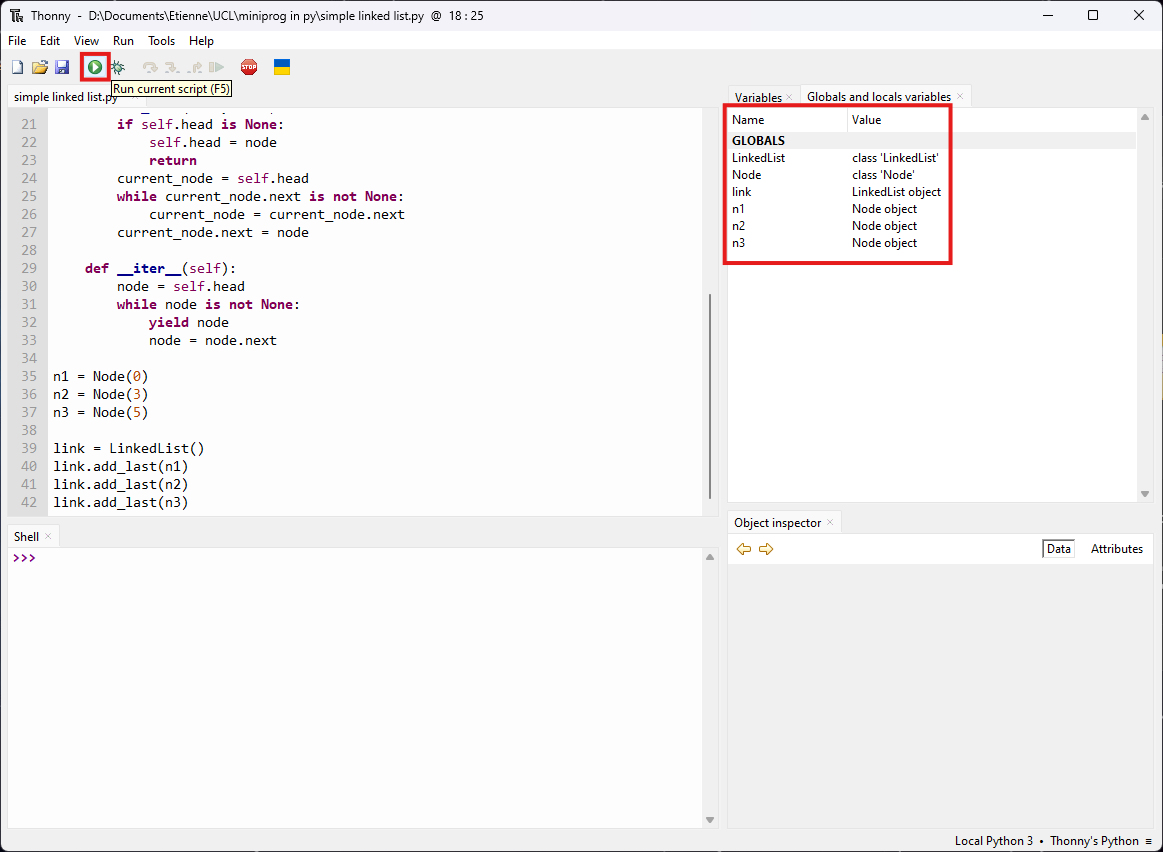 Thonny - D:\Documents\Etienne\UCL\miniprog in py\simple linked list.py @ 18 : 25
File Edit View Run Tools Help
STOP
Run current script (F5)
simple linked list.py
21         if self.head is None:
22             self.head = node
23             return
24         current_node = self.head
25         while current_node.next is not None:
26             current_node = current_node.next
27         current_node.next = node
28
29     def __iter__(self):
30         node = self.head
31         while node is not None:
32             yield node
33             node = node.next
34
35 n1 = Node(0)
36 n2 = Node(3)
37 n3 = Node(5)
38
39 link = LinkedList()
40 link.add_last(n1)
41 link.add_last(n2)
42 link.add_last(n3)
Shell ×
>>>
Variables × Globals and locals variables ×
Name Value
GLOBALS
LinkedList class 'LinkedList'
Node class 'Node'
link LinkedList object
n1 Node object
n2 Node object
n3 Node object
Object inspector ×
Data Attributes
Local Python 3 • Thonny's Python ≡